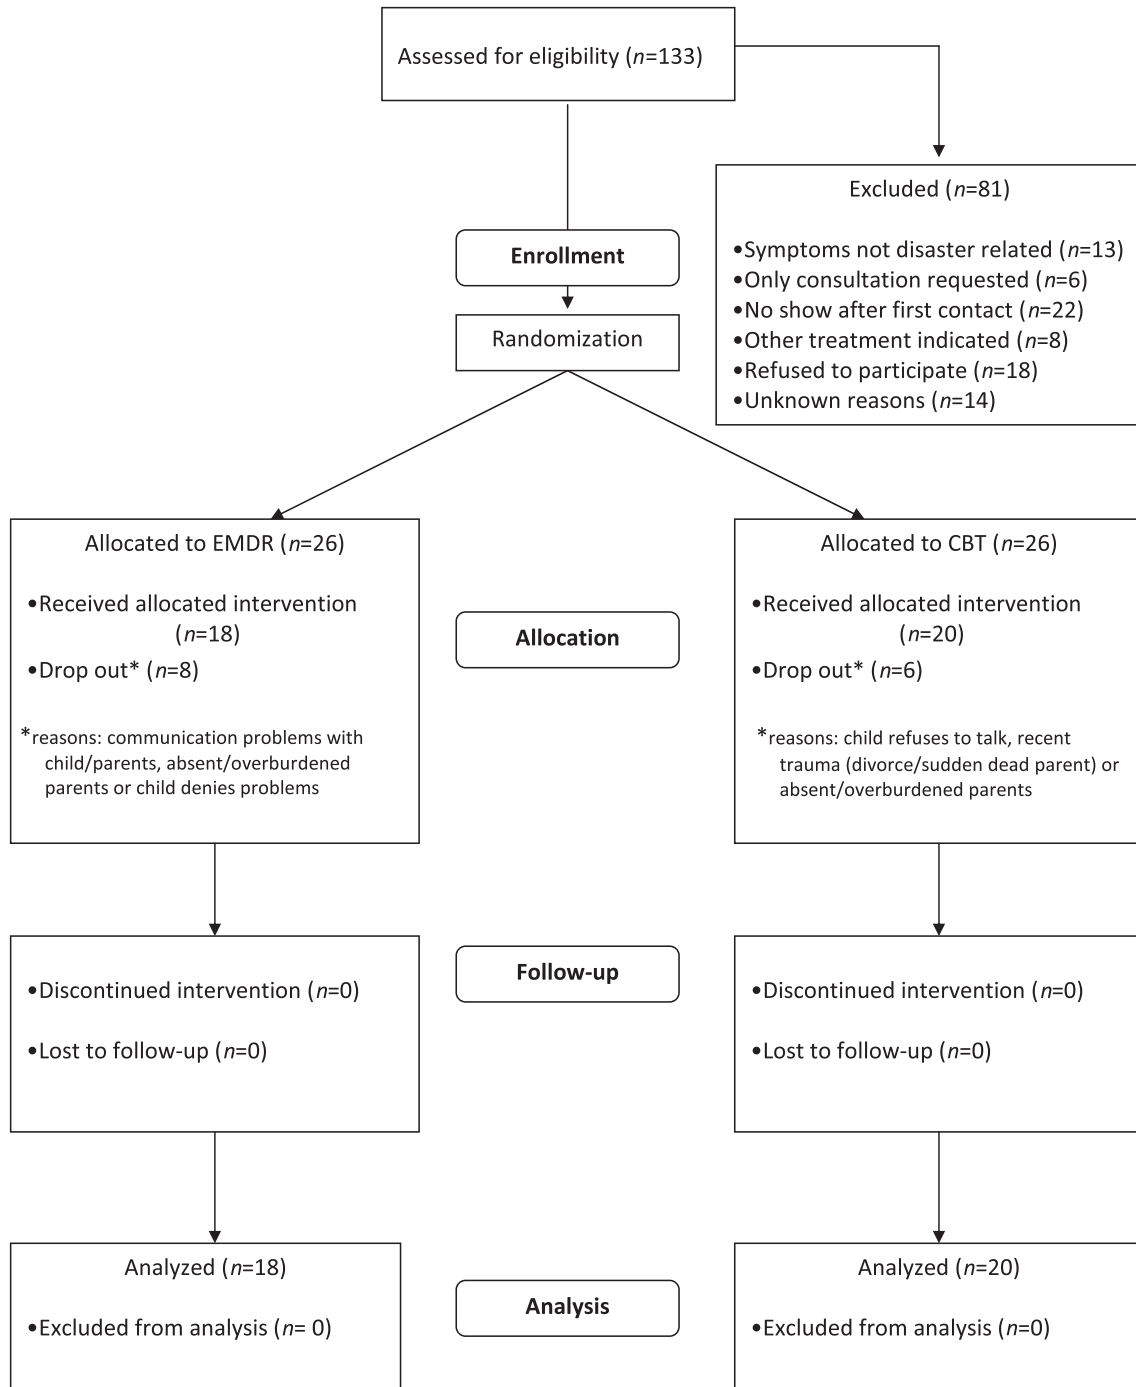 Assessed for eligibility (n=133)
Excluded (n=81)
•Symptoms not disaster related (n=13)
•Only consultation requested (n=6)
•No show after first contact (n=22)
•Other treatment indicated (n=8)
•Refused to participate (n=18)
•Unknown reasons (n=14)
Enrollment
Randomization
Allocated to EMDR (n=26)
•Received allocated intervention
(n=18)
•Drop out* (n=8)
*reasons: communication problems with
child/parents, absent/overburdened
parents or child denies problems
Allocation
Allocated to CBT (n=26)
•Received allocated intervention
(n=20)
•Drop out* (n=6)
*reasons: child refuses to talk, recent
trauma (divorce/sudden dead parent) or
absent/overburdened parents
•Discontinued intervention (n=0)
•Lost to follow-up (n=0)
Follow-up
•Discontinued intervention (n=0)
•Lost to follow-up (n=0)
Analyzed (n=18)
•Excluded from analysis (n= 0)
Analysis
Analyzed (n=20)
•Excluded from analysis (n=0)